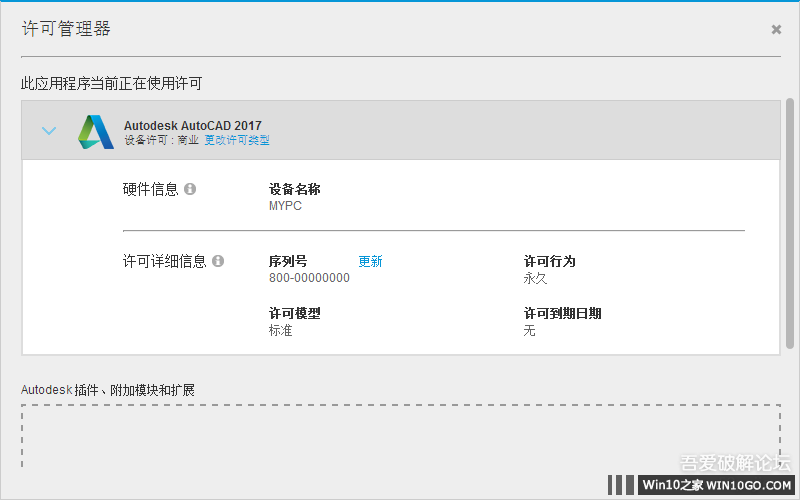 许可管理器
此应用程序当前正在使用许可
Autodesk AutoCAD 2017
设备许可 : 商业 更改许可类型
硬件信息 设备名称
MYPC
许可详细信息 序列号 更新 许可行为
800-00000000 永久
许可模型 许可到期日期
标准 无
Autodesk 插件、附加模块和扩展
吾爱破解论坛
Win10之家 WIN10GO.COM